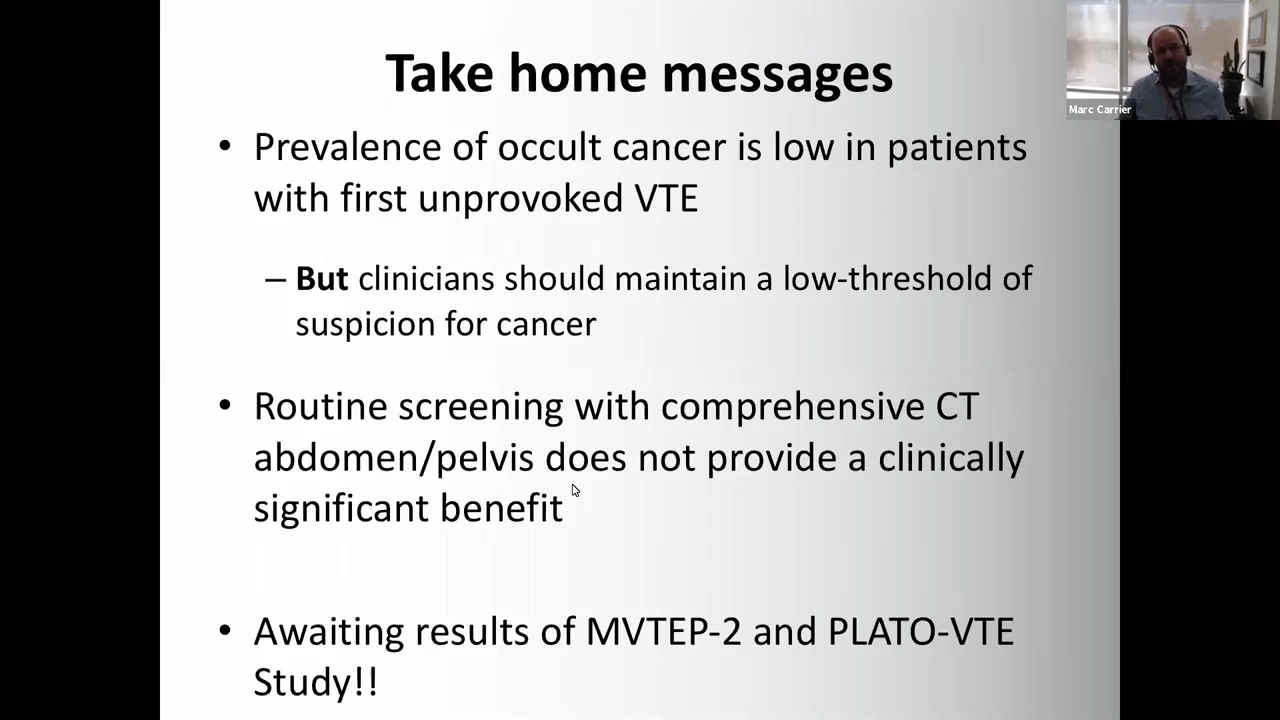 Take home messages
Marc Carrier
• Prevalence of occult cancer is low in patients
with first unprovoked VTE
– But clinicians should maintain a low-threshold of
suspicion for cancer
• Routine screening with comprehensive CT
abdomen/pelvis does not provide a clinically
significant benefit
• Awaiting results of MVTEP-2 and PLATO-VTE
Study!!